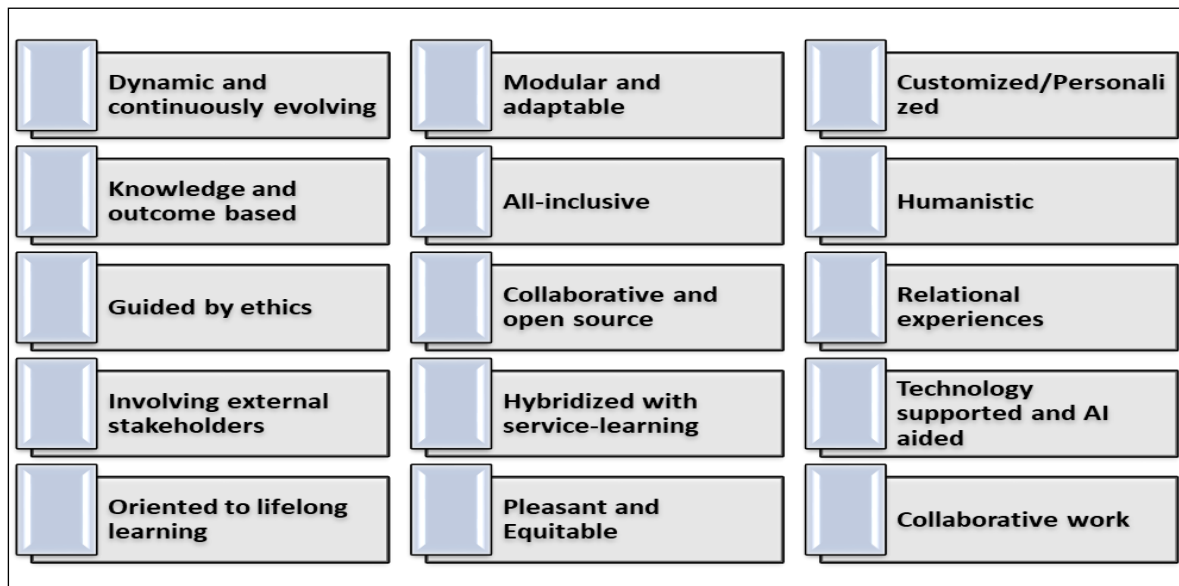 Dynamic and
continuously evolving
Modular and
adaptable
Customized/Personali
zed
Knowledge and
outcome based
All-inclusive
Humanistic
Guided by ethics
Collaborative and
open source
Relational
experiences
Involving external
stakeholders
Hybridized with
service-learning
Technology
supported and AI
aided
Oriented to lifelong
learning
Pleasant and
Equitable
Collaborative work